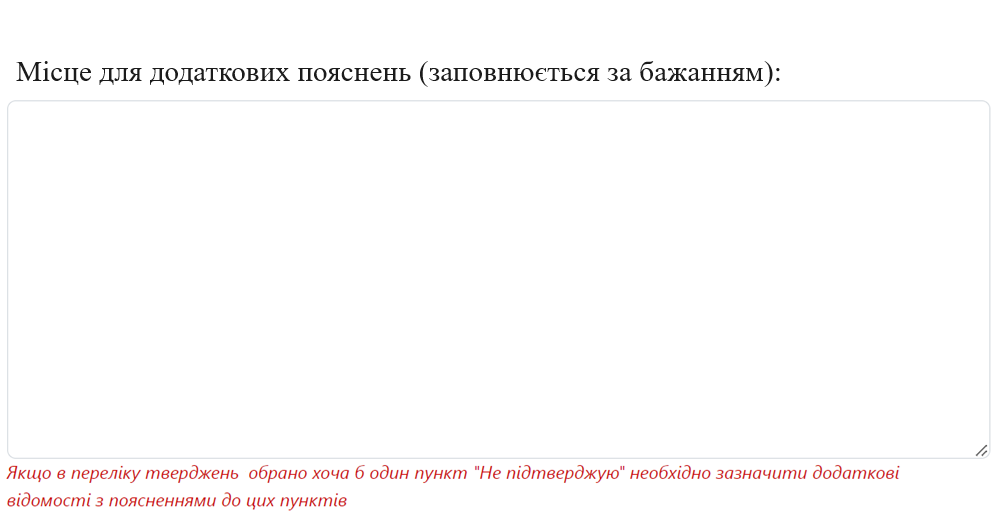 Місце для додаткових пояснень (заповнюється за бажанням):
Якщо в переліку тверджень  обрано хоча б один пункт "Не підтверджую" необхідно зазначити додаткові
відомості з поясненнями до цих пунктів